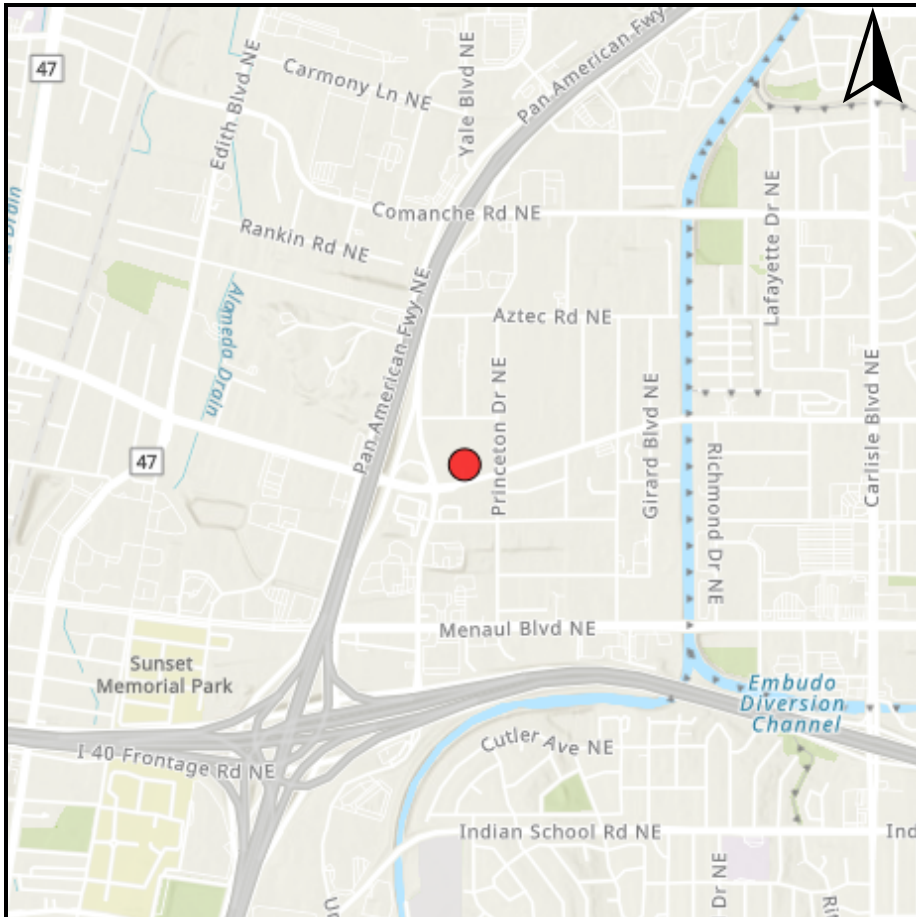 47
Carmony Ln NE
Yale Blvd NE
Pan American Fwy
Edith Blvd NE
Lafayette Dr NE
Comanche Rd NE
Rankin Rd NE
Drain
Alameda Drain
Pan American Fwy NE
Aztec Rd NE
Princeton Dr NE
Girard Blvd NE
Richmond Dr NE
Carlisle Blvd NE
47
Menaul Blvd NE
Sunset
Memorial Park
Embudo
Diversion
Channel
I 40 Frontage Rd NE
Cutler Ave NE
Indian School Rd NE
Ind
Dr NE